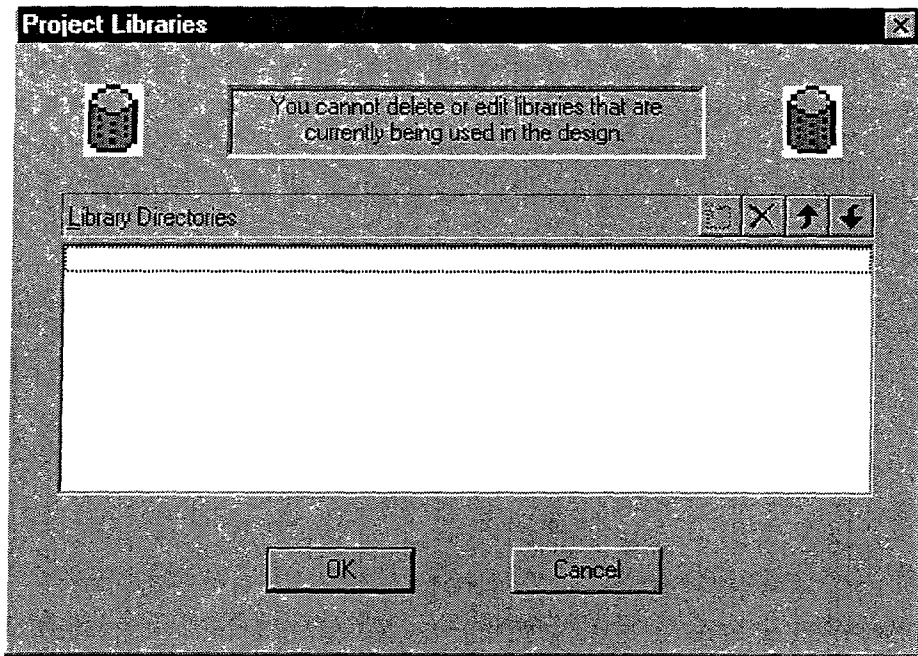 Project Libraries
You cannot delete or edit libraries that are
currently being used in the design.
Library Directories
OK
Cancel